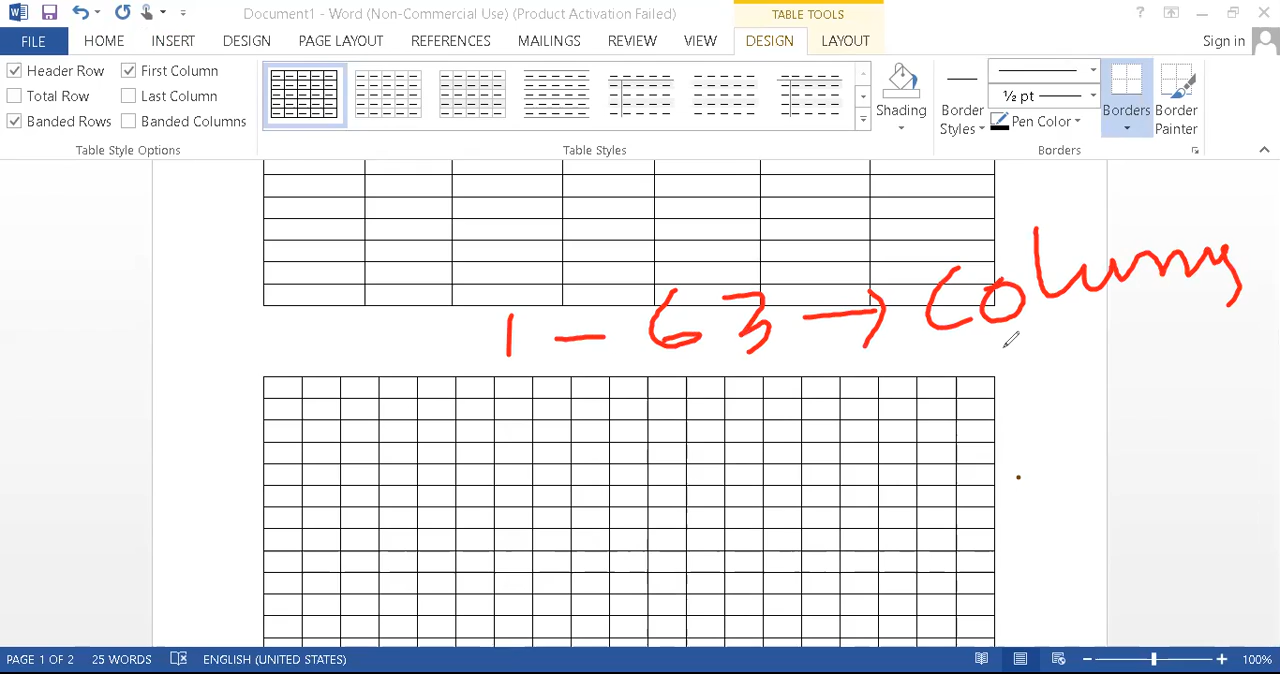 Document1 - Word (Non-Commercial Use) (Product Activation Failed)
TABLE TOOLS
?
FILE
HOME
INSERT
DESIGN
PAGE LAYOUT
REFERENCES
MAILINGS
REVIEW
VIEW
DESIGN
LAYOUT
Sign in
Header Row
First Column
Total Row
Last Column
Banded Rows
Banded Columns
Table Style Options
Table Styles
Shading
Border Styles
½ pt
Pen Color
Borders
Border Painter
Borders
1 - 63 → Columns
PAGE 1 OF 2
25 WORDS
ENGLISH (UNITED STATES)
100%